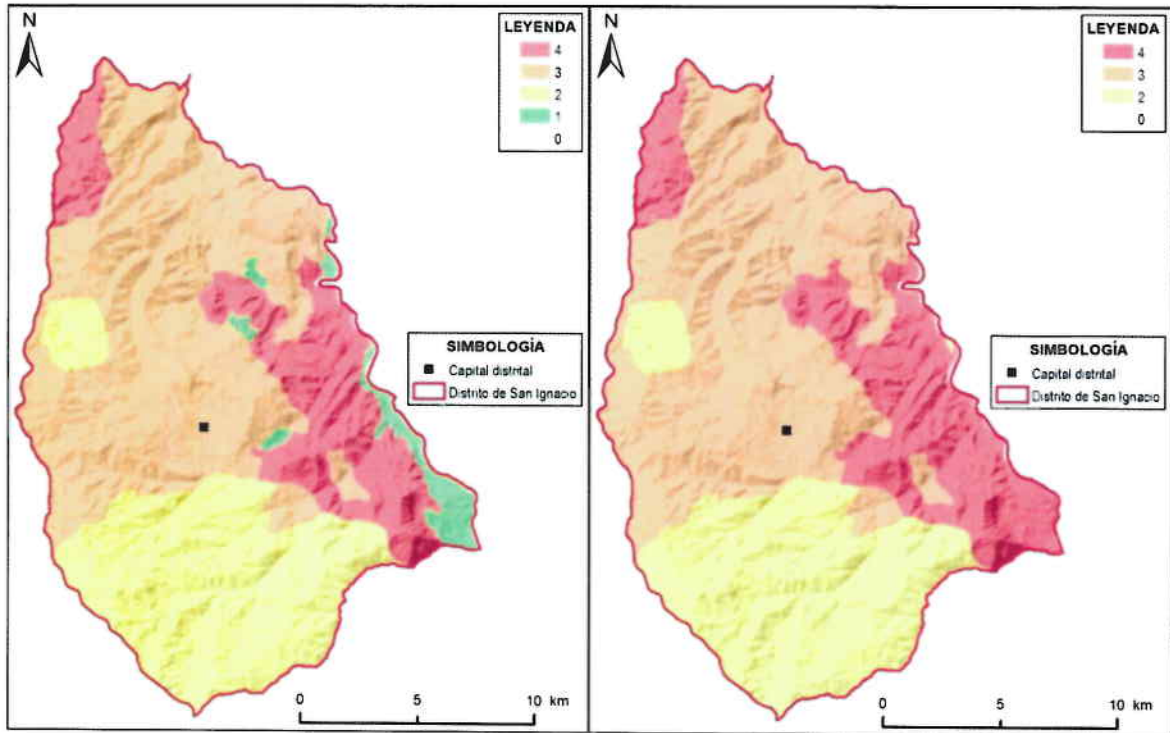 N
LEYENDA
4
3
2
1
0
SIMBOLOGÍA
Capital distrital
Distrito de San Ignacio
0 5 10 km
N
LEYENDA
4
3
2
0
SIMBOLOGÍA
Capital distrital
Distrito de San Ignacio
0 5 10 km